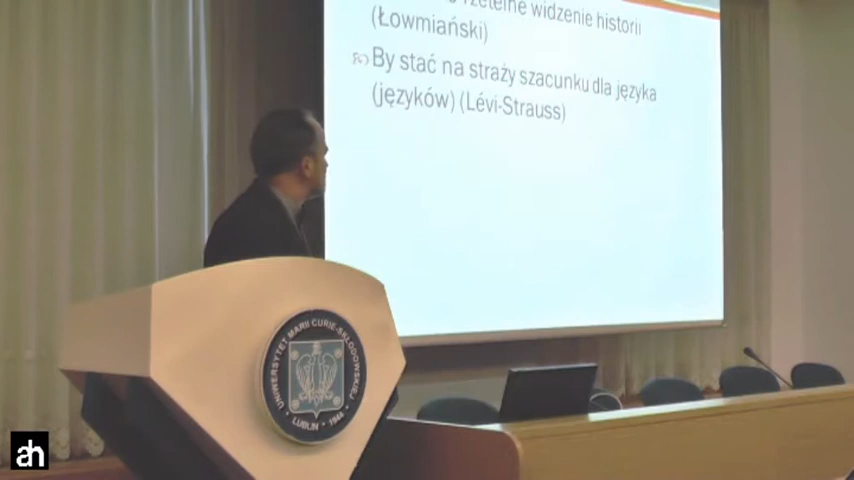 rzetelne widzenie historii
(Łowmiański)
By stać na straży szacunku dla języka
(języków) (Lévi-Strauss)
UNIWERSYTET MARII CURIE-SKŁODOWSKIEJ
LUBLIN 1944
ah